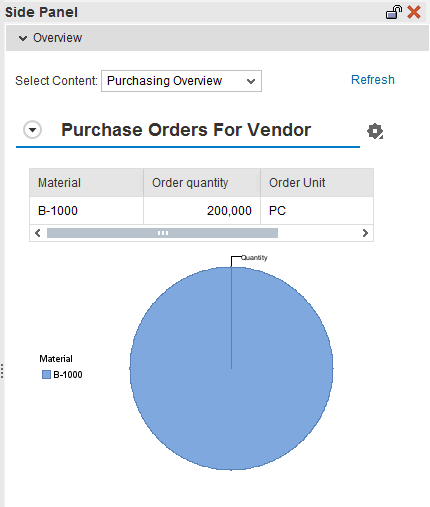 Side Panel
Overview
Select Content: Purchasing Overview Refresh
Purchase Orders For Vendor
Material Order quantity Order Unit
B-1000 200,000 PC
Quantity
Material
B-1000